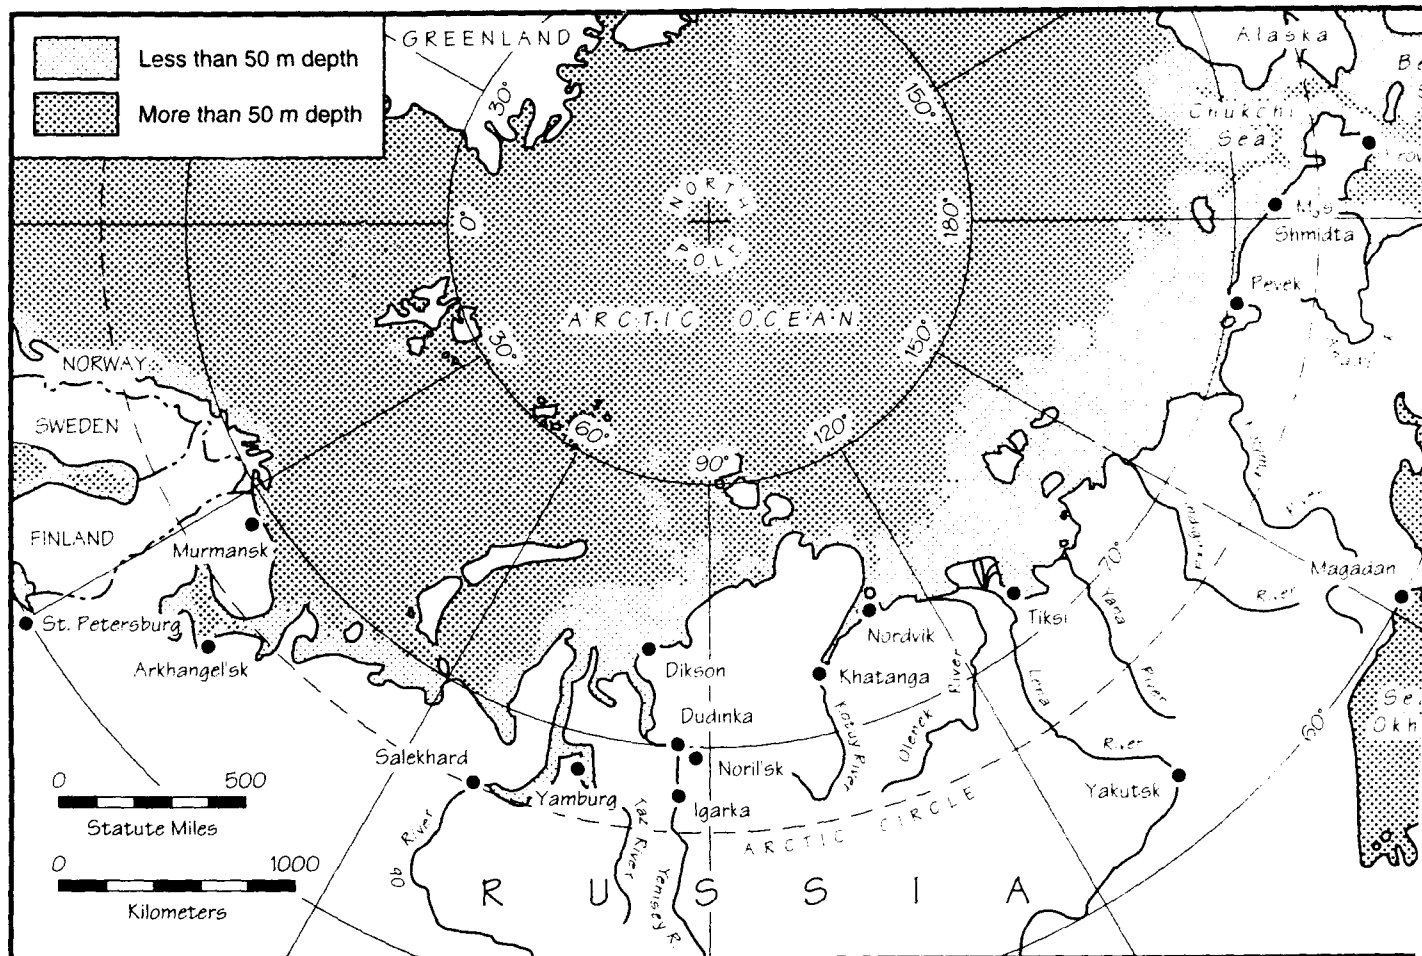 Less than 50 m depth
More than 50 m depth
GREENLAND
Alaska
Chukchi
Sea
30°
150°
NORTH
POLE
0°
180°
Mys
Shmidta
Pevek
ARCTIC OCEAN
30°
150°
60°
120°
90°
NORWAY
SWEDEN
FINLAND
Murmansk
St. Petersburg
Arkhangel'sk
70°
Magadan
River
Tiksi
Yana
River
Nordvik
Khatanga
Dikson
Dudinka
Kotuy River
Olenek
River
Lena
River
60°
Salekhard
Noril'sk
Yamburg
Igarka
Yakutsk
ARCTIC CIRCLE
Taz River
Yenisey R.
River
RUSSIA
0 500
Statute Miles
0 1000
Kilometers